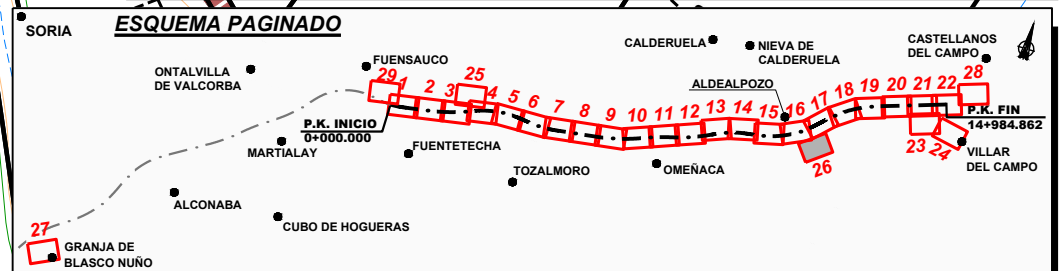 ESQUEMA PAGINADO
SORIA
ONTALVILLA
DE VALCORBA
FUENSAUCO
CALDERUELA
NIEVA DE
CALDERUELA
CASTELLANOS
DEL CAMPO
ALDEALPOZO
29 1 2 3 25 4 5 6 7 8 9 10 11 12 13 14 15 16 17 18 19 20 21 22 28
P.K. INICIO
0+000.000
P.K. FIN
14+984.862
23 24
26
MARTIALAY
FUENTETECHA
TOZALMORO
OMEÑACA
VILLAR
DEL CAMPO
ALCONABA
CUBO DE HOGUERAS
27
GRANJA DE
BLASCO NUÑO